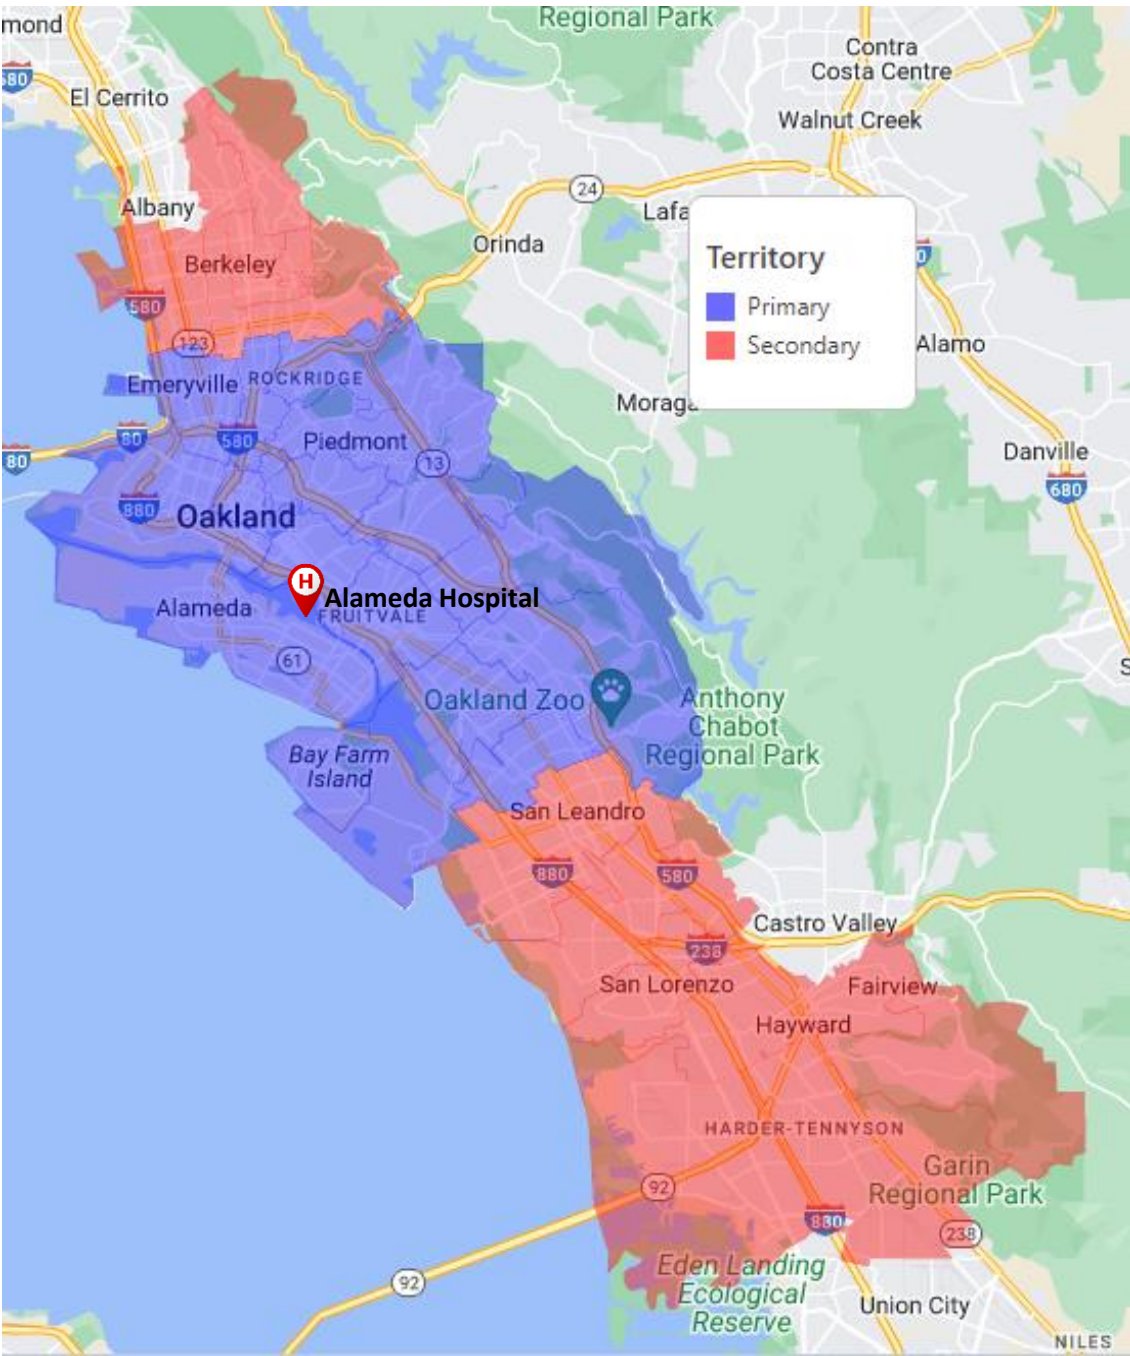 Regional Park
mond
Contra
Costa Centre
80
El Cerrito
Walnut Creek
24
Albany
Lafa
Orinda
Berkeley
Territory
Primary
Secondary
580
123
Alamo
Emeryville
ROCKRIDGE
Moraga
80
580
Piedmont
13
80
Danville
680
880
Oakland
H
Alameda Hospital
Alameda
FRUITVALE
61
S
Oakland Zoo
Anthony
Chabot
Regional Park
Bay Farm
Island
San Leandro
880
580
Castro Valley
238
San Lorenzo
Fairview
Hayward
HARDER-TENNYSON
Garin
Regional Park
92
880
238
Eden Landing
Ecological
Reserve
92
Union City
NILES